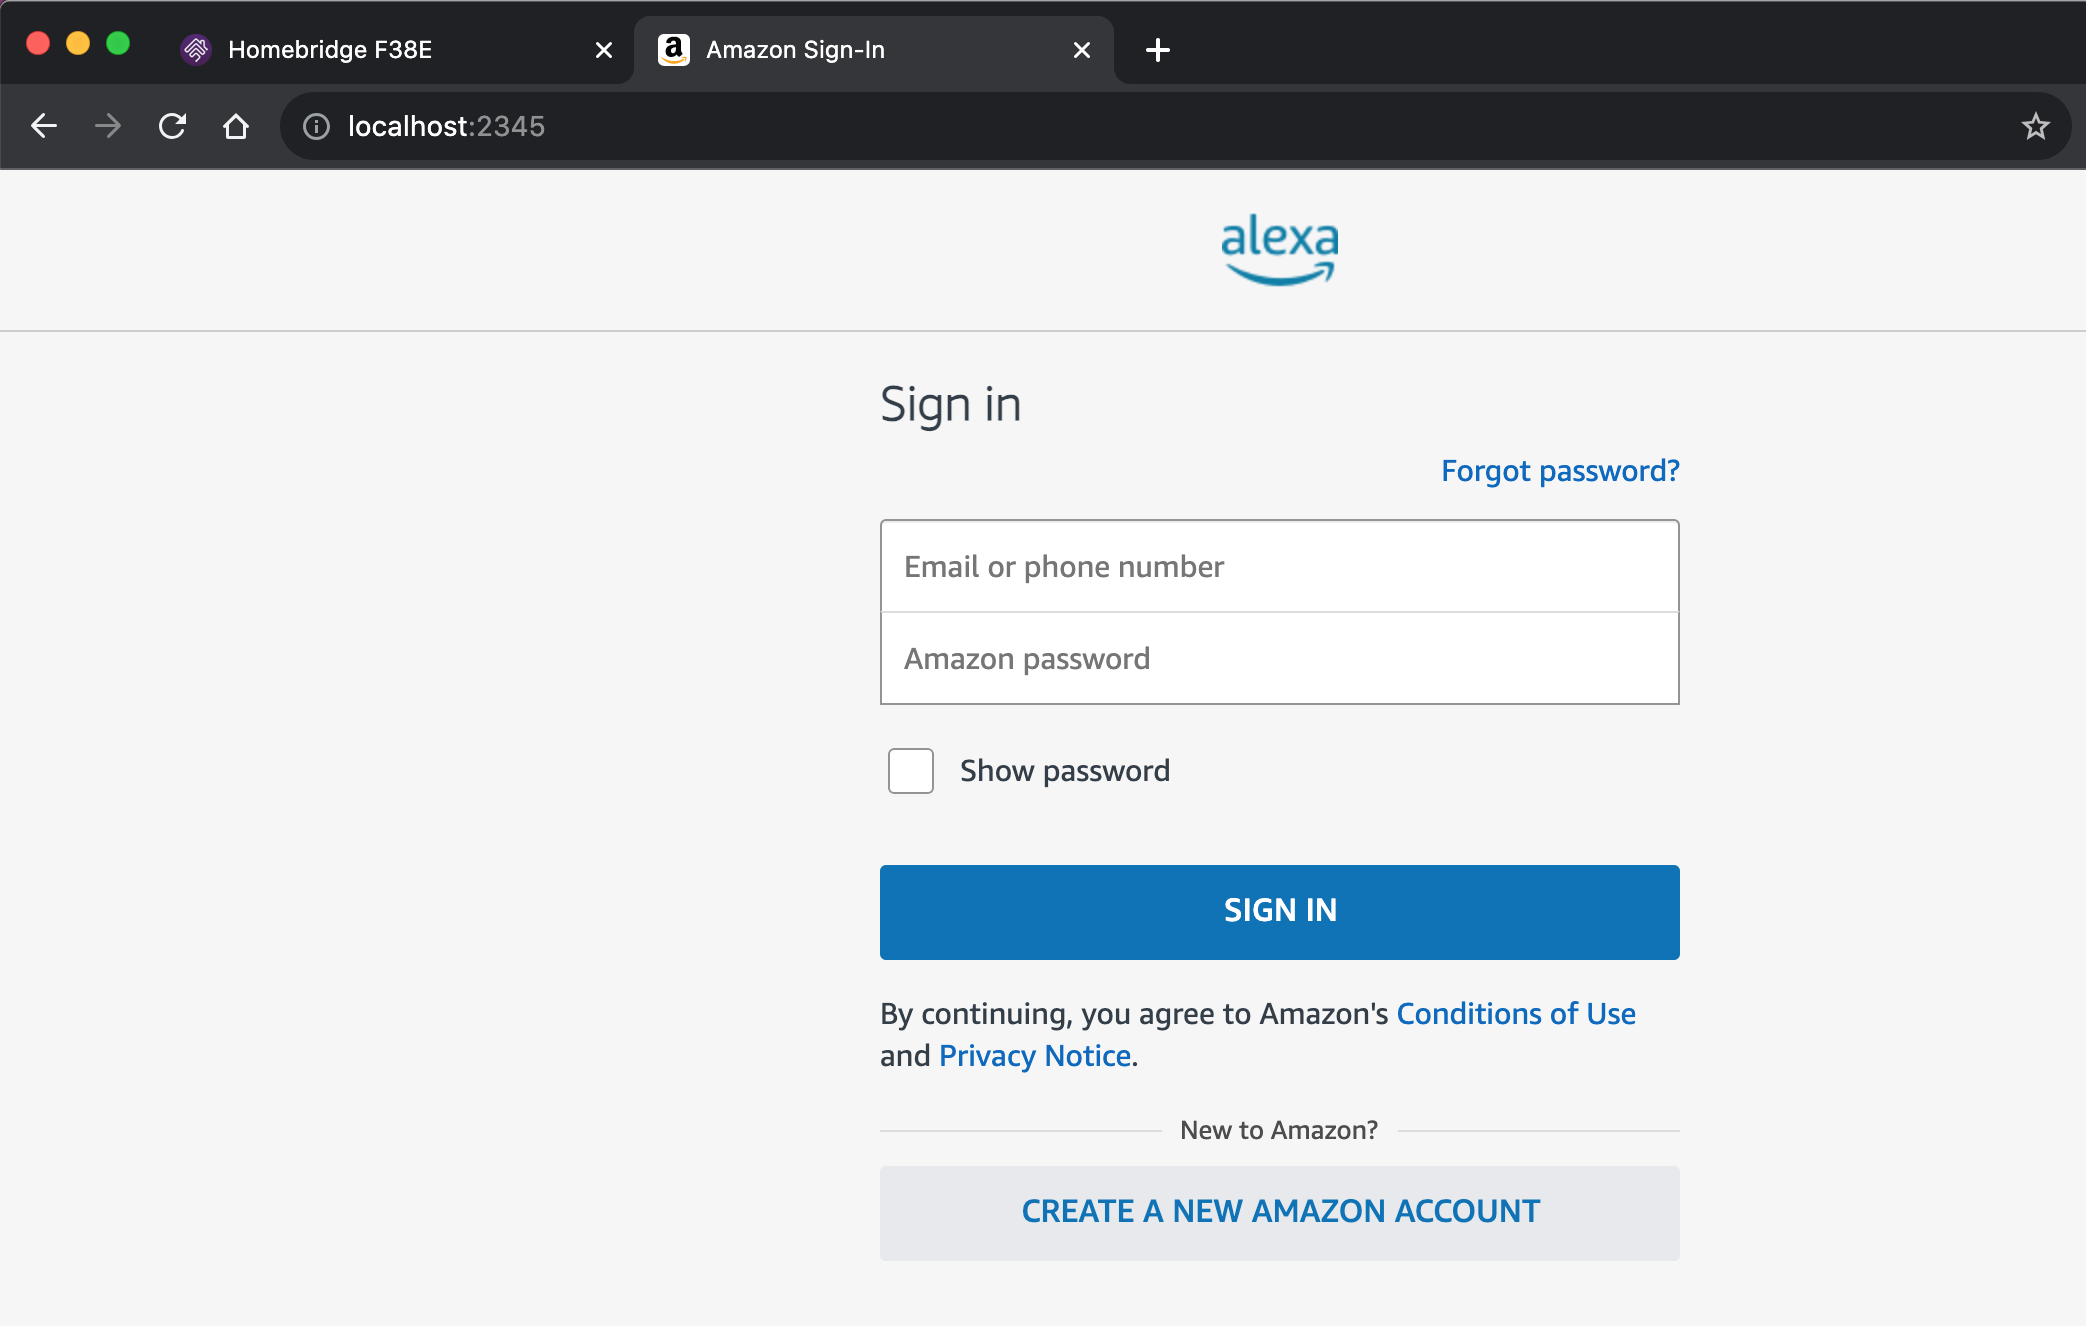 Homebridge F38E
Amazon Sign-In
localhost:2345
alexa
Sign in
Forgot password?
Email or phone number
Amazon password
Show password
SIGN IN
By continuing, you agree to Amazon's Conditions of Use
and Privacy Notice.
New to Amazon?
CREATE A NEW AMAZON ACCOUNT